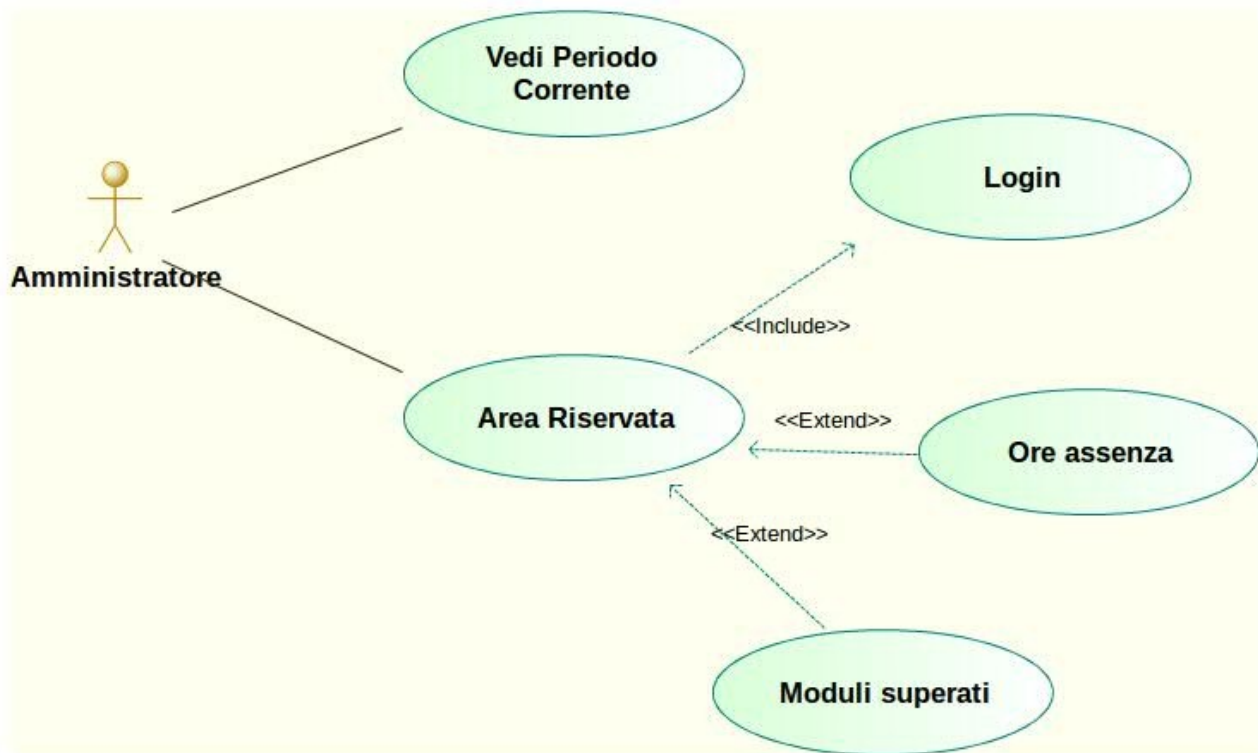 Vedi Periodo
Corrente
Login
Amministratore
<<Include>>
Area Riservata
<<Extend>>
Ore assenza
<<Extend>>
Moduli superati